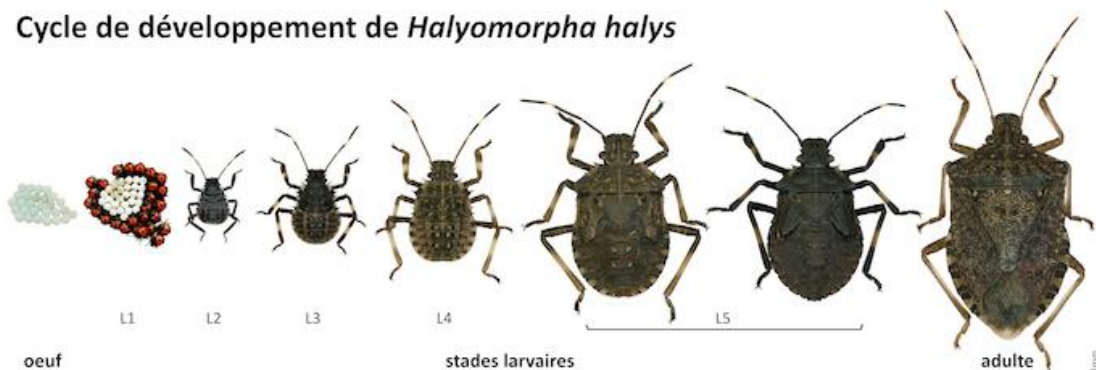 Cycle de développement de Halyomorpha halys
L1 L2 L3 L4 L5
oeuf stades larvaires adulte